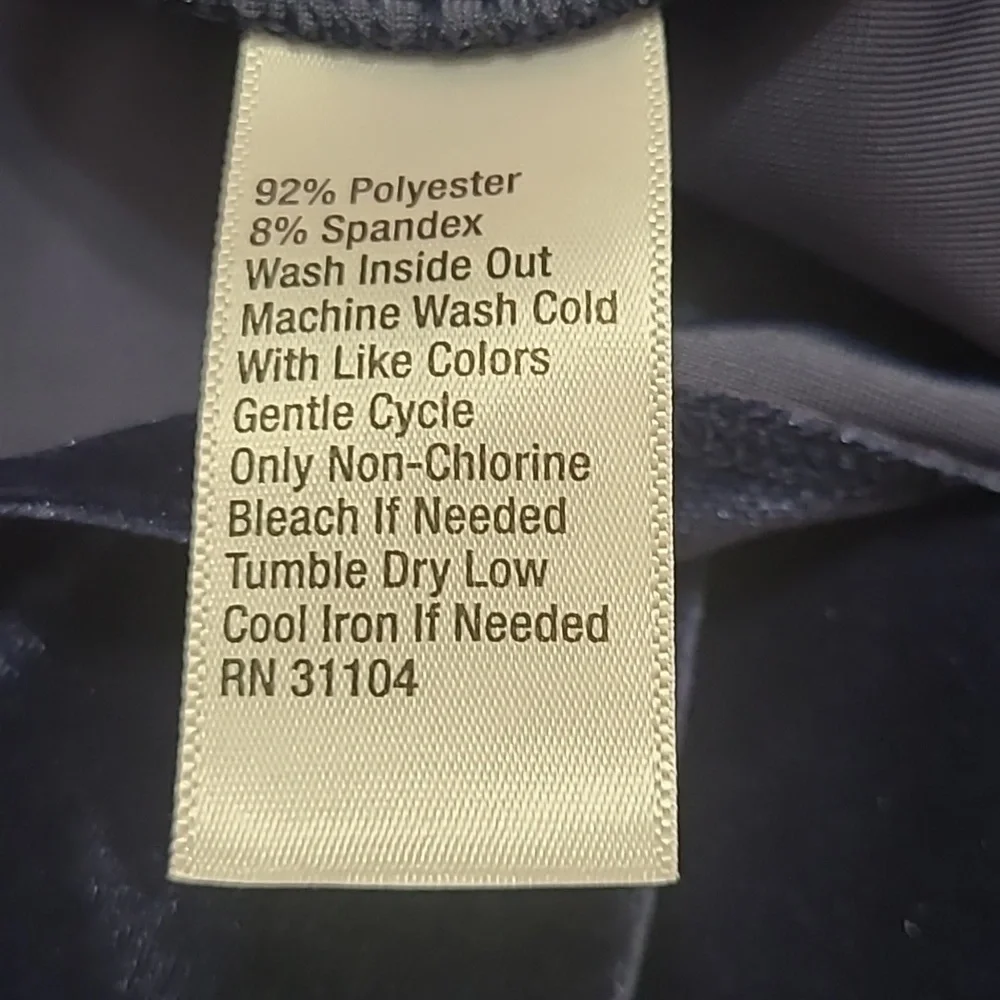 92% Polyester
8% Spandex
Wash Inside Out
Machine Wash Cold
With Like Colors
Gentle Cycle
Only Non-Chlorine
Bleach If Needed
Tumble Dry Low
Cool Iron If Needed
RN 31104